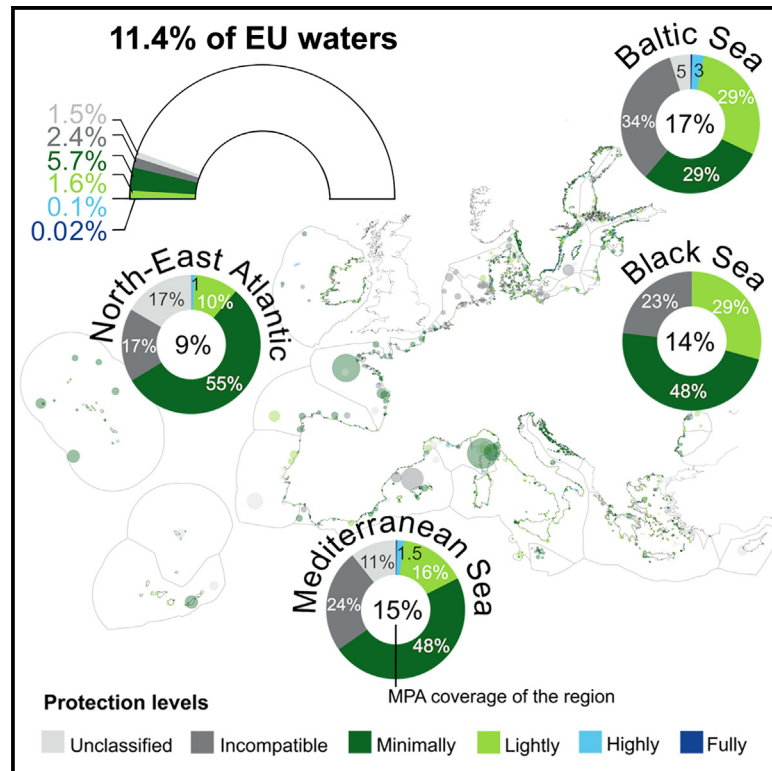 11.4% of EU waters
1.5%
2.4%
5.7%
1.6%
0.1%
0.02%
Baltic Sea
5
3
29%
34%
17%
29%
North-East Atlantic
1
17%
10%
17%
9%
55%
Black Sea
23%
29%
14%
48%
Mediterranean Sea
11%
1.5
16%
24%
15%
48%
MPA coverage of the region
Protection levels
Unclassified
Incompatible
Minimally
Lightly
Highly
Fully